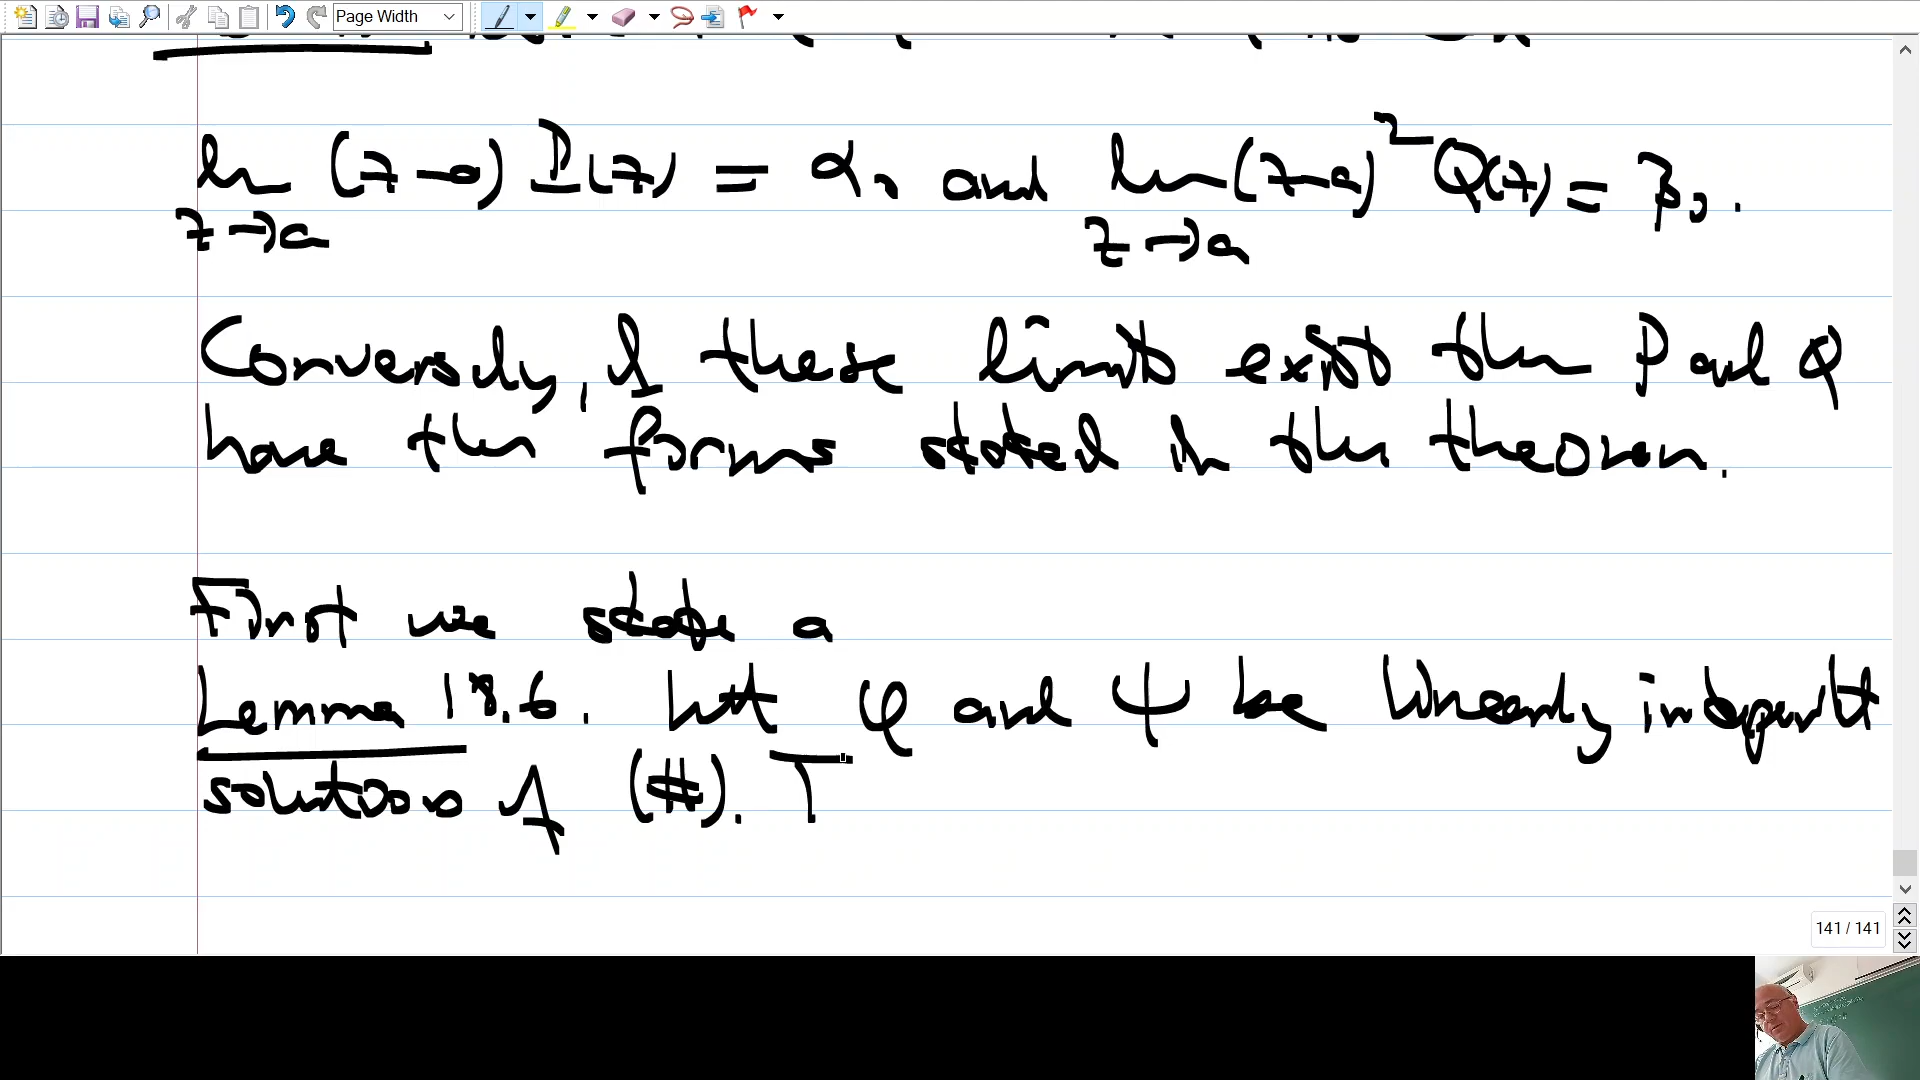 Page Width
lim (z-a) P(z) = α₀ and lim (z-a)² Q(z) = β₀.
z→a z→a
Conversely, if these limits exist then P and Q
have the forms stated in the theorem.
First we state a
Lemma 18.6. Let φ and ψ be linearly independent
solutions of (#). T
141 / 141